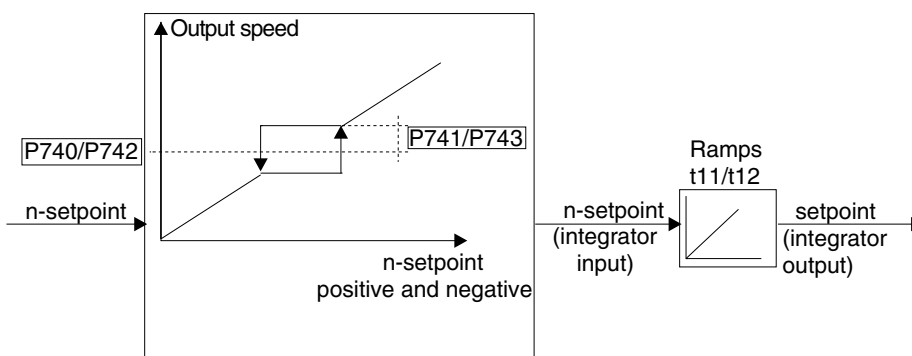 Output speed
P740/P742
P741/P743
n-setpoint
n-setpoint
positive and negative
n-setpoint
(integrator
input)
Ramps
t11/t12
setpoint
(integrator
output)